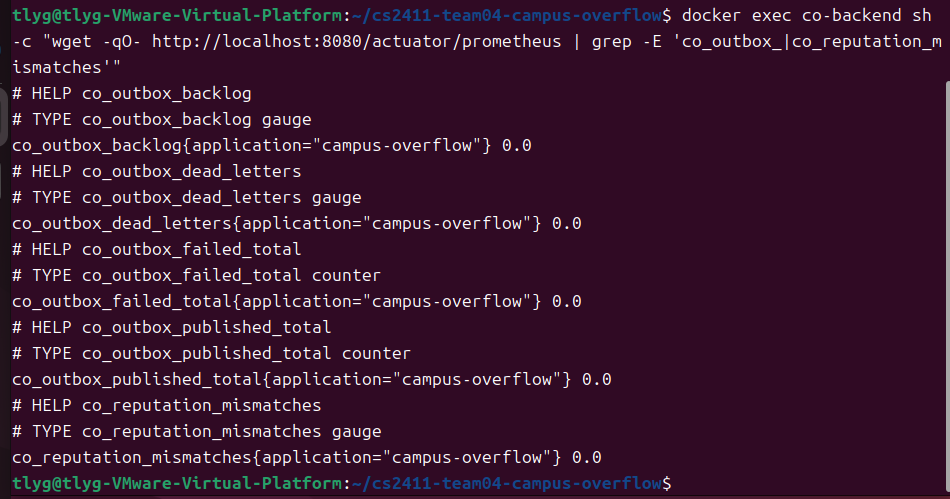 tlyg@tlyg-VMware-Virtual-Platform:~/cs2411-team04-campus-overflow$ docker exec co-backend sh
-c "wget -qO- http://localhost:8080/actuator/prometheus | grep -E 'co_outbox_|co_reputation_m
ismatches'"
# HELP co_outbox_backlog
# TYPE co_outbox_backlog gauge
co_outbox_backlog{application="campus-overflow"} 0.0
# HELP co_outbox_dead_letters
# TYPE co_outbox_dead_letters gauge
co_outbox_dead_letters{application="campus-overflow"} 0.0
# HELP co_outbox_failed_total
# TYPE co_outbox_failed_total counter
co_outbox_failed_total{application="campus-overflow"} 0.0
# HELP co_outbox_published_total
# TYPE co_outbox_published_total counter
co_outbox_published_total{application="campus-overflow"} 0.0
# HELP co_reputation_mismatches
# TYPE co_reputation_mismatches gauge
co_reputation_mismatches{application="campus-overflow"} 0.0
tlyg@tlyg-VMware-Virtual-Platform:~/cs2411-team04-campus-overflow$